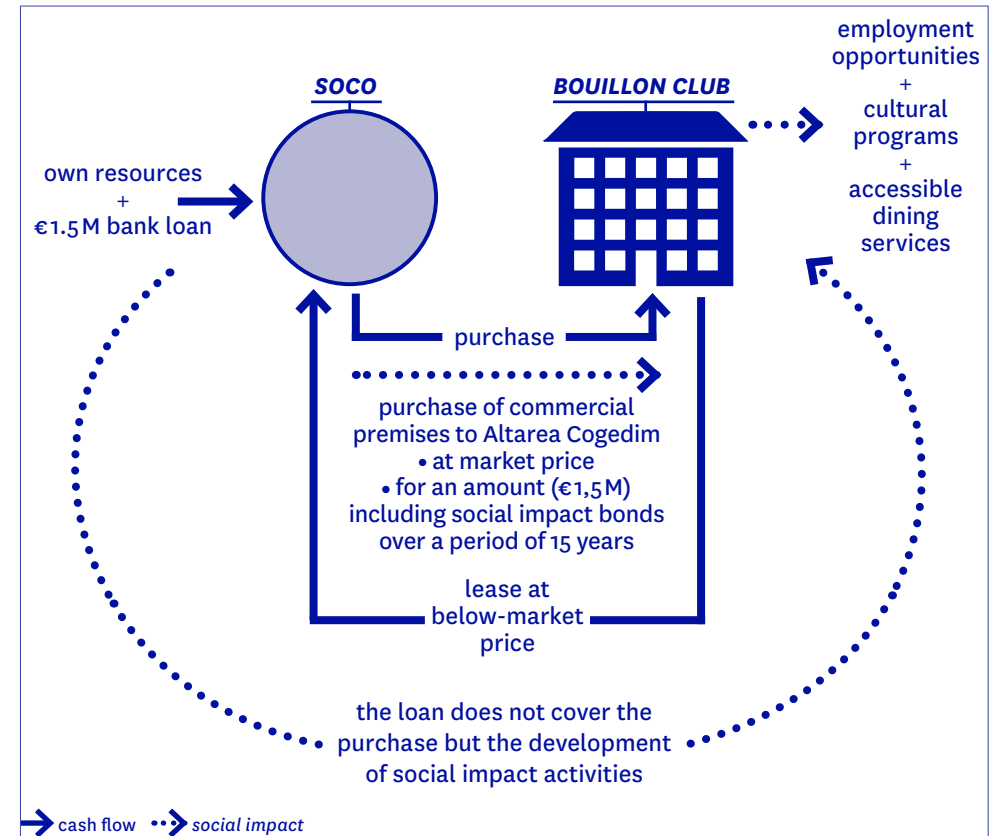 SOCO
BOUILLON CLUB
employment
opportunities
+
cultural
programs
+
accessible
dining
services
own resources
+
€1.5M bank loan
purchase
purchase of commercial
premises to Altarea Cogedim
• at market price
• for an amount (€1,5M)
including social impact bonds
over a period of 15 years
lease at
below-market
price
the loan does not cover the
purchase but the development
of social impact activities
cash flow
social impact